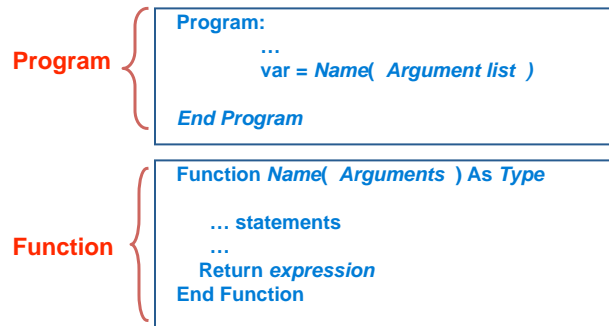 Program
Program:
…
var = Name( Argument list )
End Program
Function
Function Name( Arguments ) As Type
… statements
…
Return expression
End Function